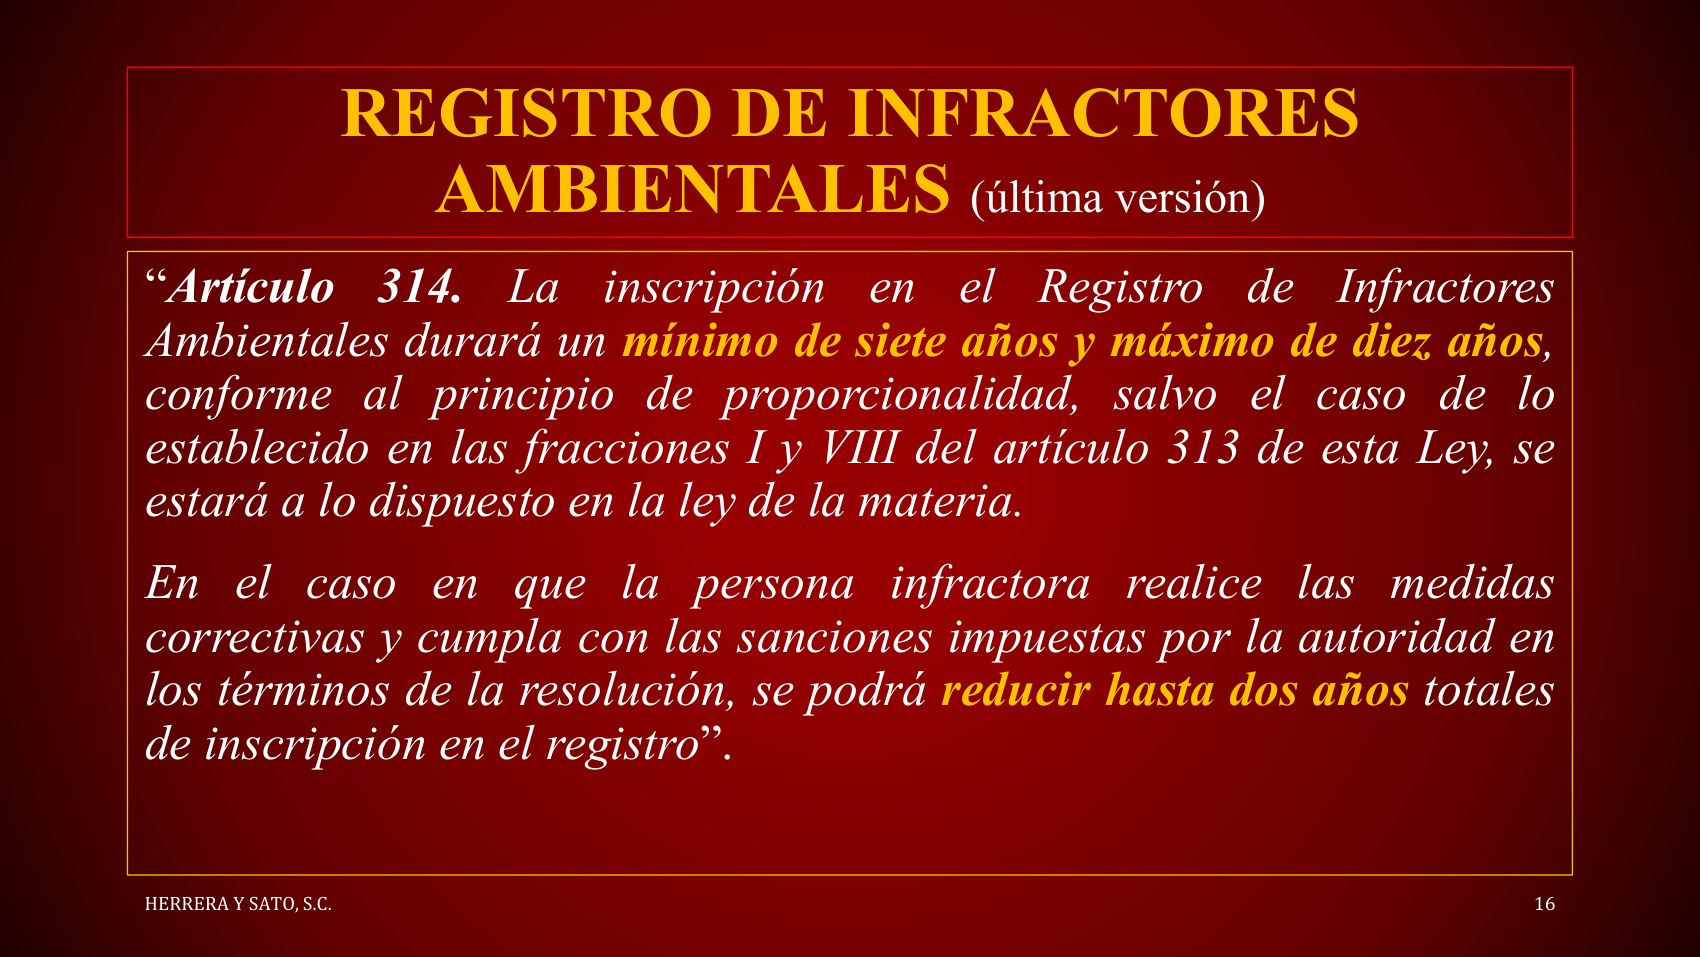 REGISTRO DE INFRACTORES
AMBIENTALES (última versión)
“Artículo 314. La inscripción en el Registro de Infractores
Ambientales durará un mínimo de siete años y máximo de diez años,
conforme al principio de proporcionalidad, salvo el caso de lo
establecido en las fracciones I y VIII del artículo 313 de esta Ley, se
estará a lo dispuesto en la ley de la materia.
En el caso en que la persona infractora realice las medidas
correctivas y cumpla con las sanciones impuestas por la autoridad en
los términos de la resolución, se podrá reducir hasta dos años totales
de inscripción en el registro”.
HERRERA Y SATO, S.C.
16